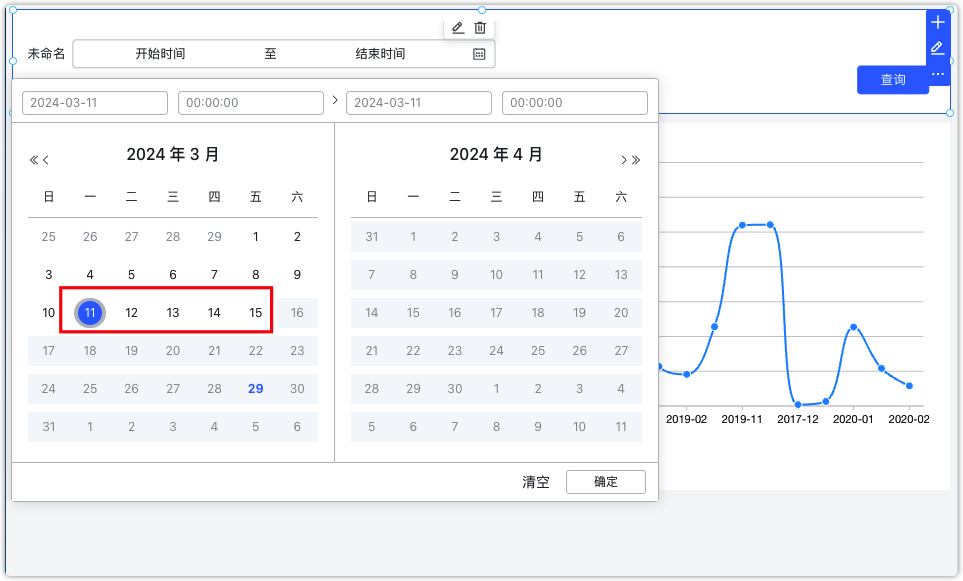 未命名 开始时间 至 结束时间
查询
2024-03-11 00:00:00 2024-03-11 00:00:00
2024 年 3 月
日 一 二 三 四 五 六
25 26 27 28 29 1 2
3 4 5 6 7 8 9
10 11 12 13 14 15 16
17 18 19 20 21 22 23
24 25 26 27 28 29 30
31 1 2 3 4 5 6
2024 年 4 月
日 一 二 三 四 五 六
31 1 2 3 4 5 6
7 8 9 10 11 12 13
14 15 16 17 18 19 20
21 22 23 24 25 26 27
28 29 30 1 2 3 4
5 6 7 8 9 10 11
清空 确定
2019-02 2019-11 2017-12 2020-01 2020-02